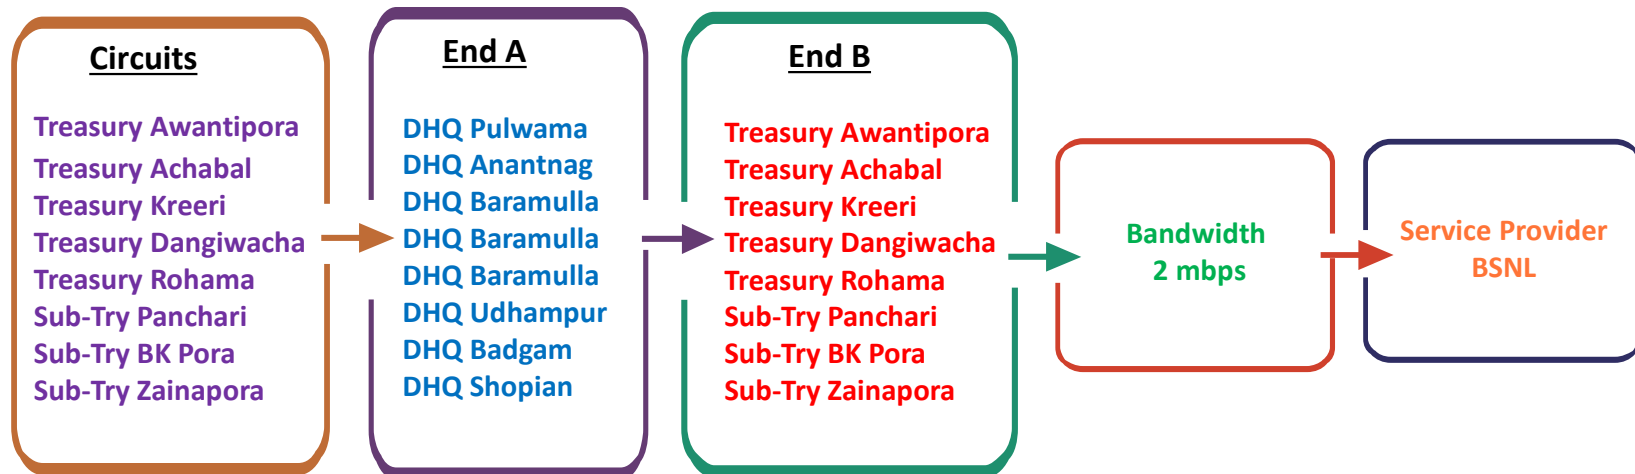 Circuits
Treasury Awantipora
Treasury Achabal
Treasury Kreeri
Treasury Dangiwacha
Treasury Rohama
Sub-Try Panchari
Sub-Try BK Pora
Sub-Try Zainapora
End A
DHQ Pulwama
DHQ Anantnag
DHQ Baramulla
DHQ Baramulla
DHQ Baramulla
DHQ Udhampur
DHQ Badgam
DHQ Shopian
End B
Treasury Awantipora
Treasury Achabal
Treasury Kreeri
Treasury Dangiwacha
Treasury Rohama
Sub-Try Panchari
Sub-Try BK Pora
Sub-Try Zainapora
Bandwidth
2 mbps
Service Provider
BSNL